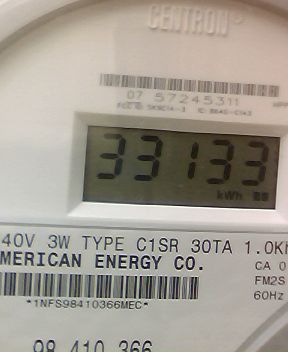 CENTRON®
07 57245311
33133
kWh
40V 3W TYPE C1SR 30TA 1.0K
MERICAN ENERGY CO.
CA 0
FM2S
60Hz
*1NFS98410366MEC*
98 410 366